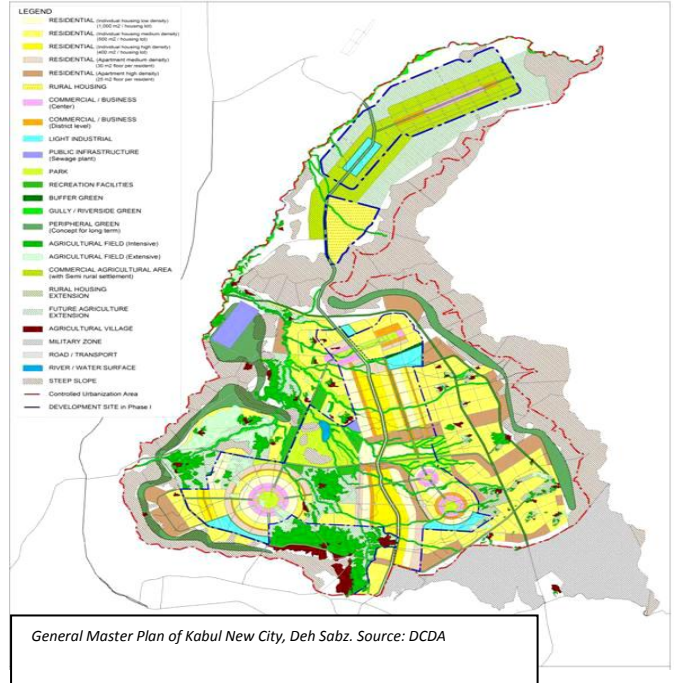 LEGEND
RESIDENTIAL (Individual housing low density)
(1,000 m2 / housing lot)
RESIDENTIAL (Individual housing medium density)
(500 m2 / housing lot)
RESIDENTIAL (Individual housing high density)
(400 m2 / housing lot)
RESIDENTIAL (Apartment medium density)
(30 m2 floor per resident)
RESIDENTIAL (Apartment high density)
(25 m2 floor per resident)
RURAL HOUSING
COMMERCIAL / BUSINESS
(Center)
COMMERCIAL / BUSINESS
(District level)
LIGHT INDUSTRIAL
PUBLIC INFRASTRUCTURE
(Sewage plant)
PARK
RECREATION FACILITIES
BUFFER GREEN
GULLY / RIVERSIDE GREEN
PERIPHERAL GREEN
(Concept for long term)
AGRICULTURAL FIELD (Intensive)
AGRICULTURAL FIELD (Extensive)
COMMERCIAL AGRICULTURAL AREA
(with Semi rural settlement)
RURAL HOUSING
EXTENSION
FUTURE AGRICULTURE
EXTENSION
AGRICULTURAL VILLAGE
MILITARY ZONE
ROAD / TRANSPORT
RIVER / WATER SURFACE
STEEP SLOPE
Controlled Urbanization Area
DEVELOPMENT SITE in Phase I
General Master Plan of Kabul New City, Deh Sabz. Source: DCDA